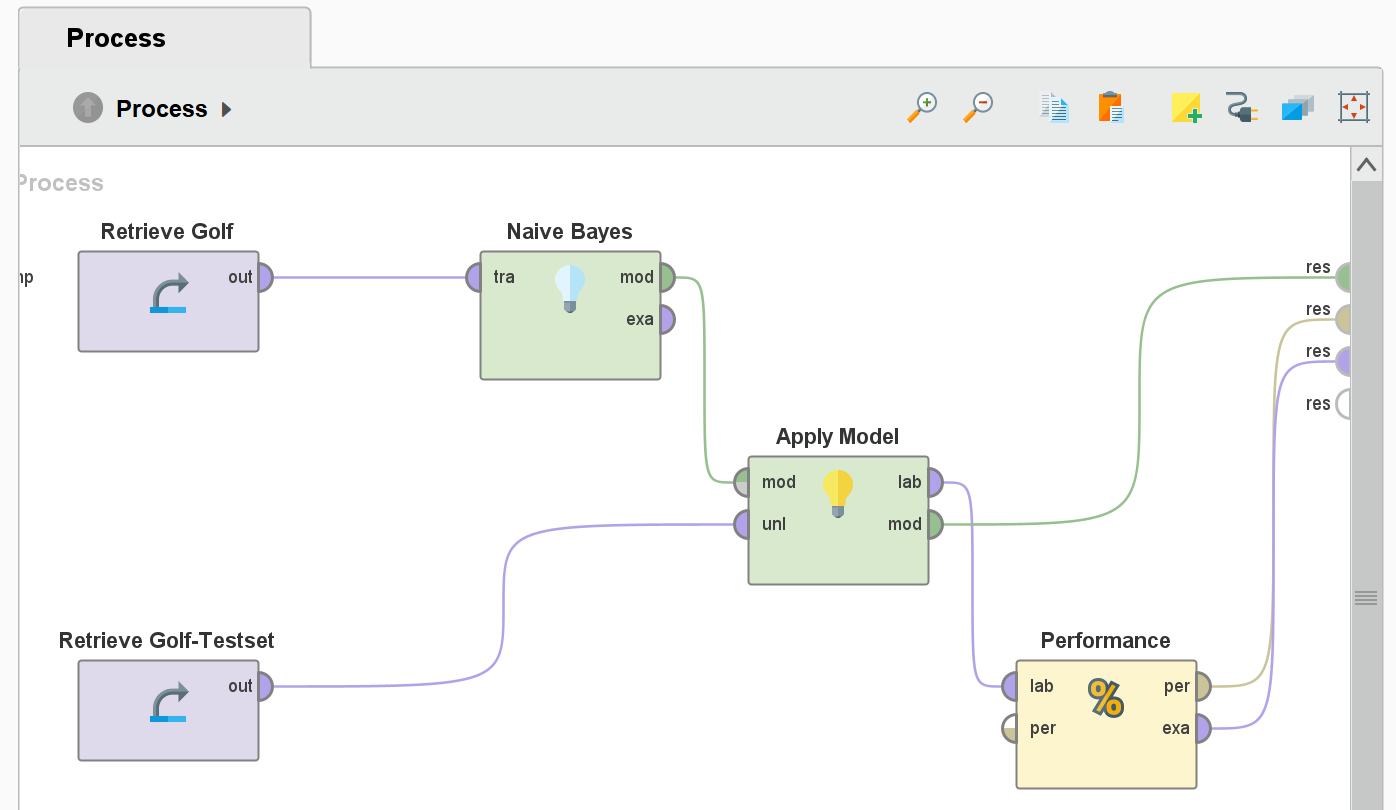 Process
Process
Process
Retrieve Golf
out
Naive Bayes
tra
mod
exa
res
res
res
res
Apply Model
mod
lab
unl
mod
Retrieve Golf-Testset
out
Performance
lab
per
per
exa